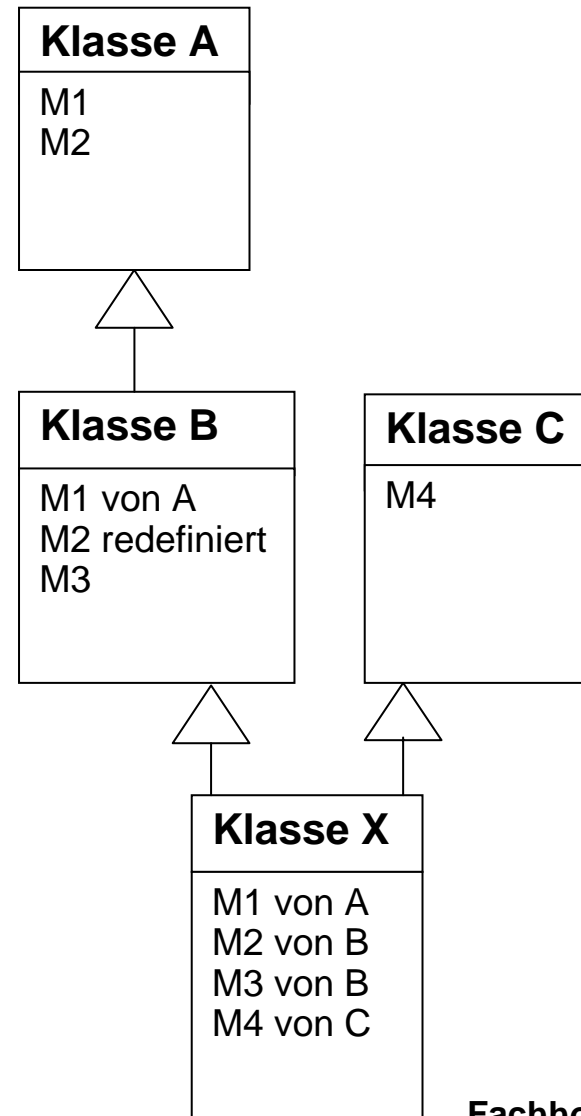 Klasse A
M1
M2
Klasse B
M1 von A
M2 redefiniert
M3
Klasse C
M4
Klasse X
M1 von A
M2 von B
M3 von B
M4 von C